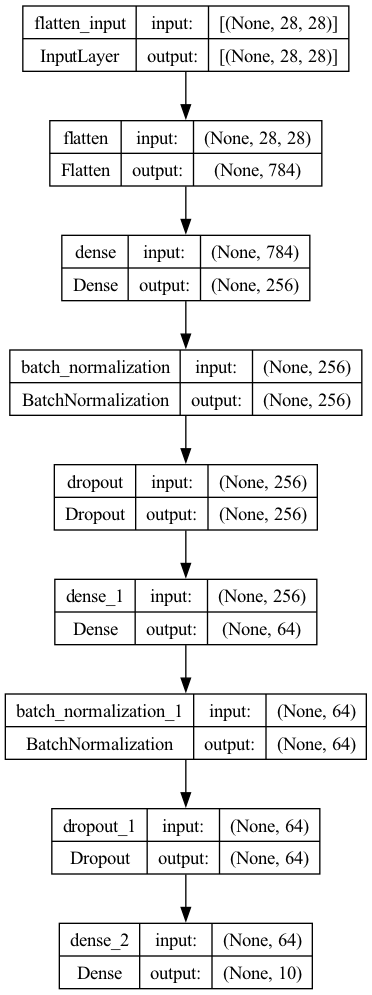 flatten_input input: [(None, 28, 28)]
InputLayer output: [(None, 28, 28)]
flatten input: (None, 28, 28)
Flatten output: (None, 784)
dense input: (None, 784)
Dense output: (None, 256)
batch_normalization input: (None, 256)
BatchNormalization output: (None, 256)
dropout input: (None, 256)
Dropout output: (None, 256)
dense_1 input: (None, 256)
Dense output: (None, 64)
batch_normalization_1 input: (None, 64)
BatchNormalization output: (None, 64)
dropout_1 input: (None, 64)
Dropout output: (None, 64)
dense_2 input: (None, 64)
Dense output: (None, 10)